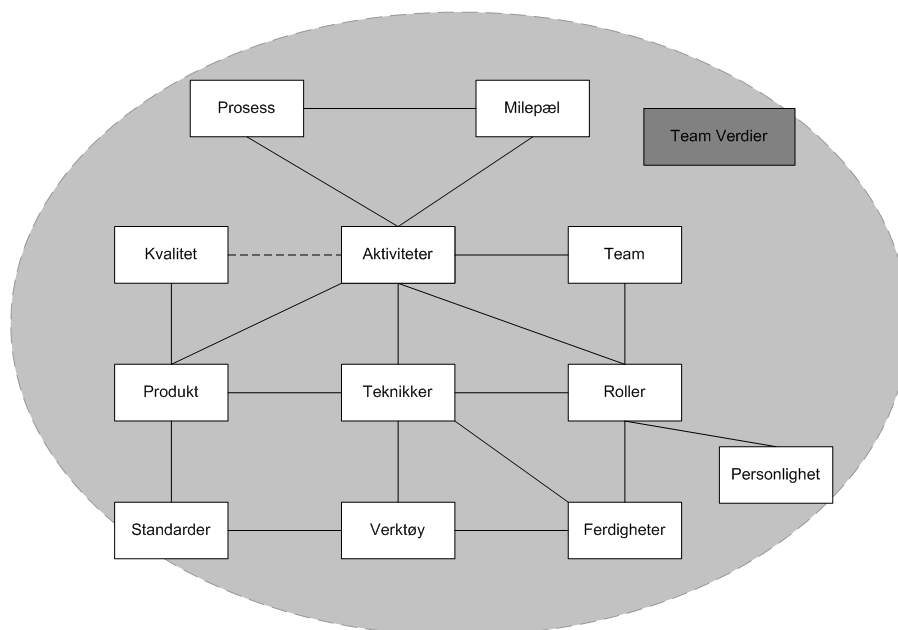 Prosess
Milepæl
Team Verdier
Kvalitet
Aktiviteter
Team
Produkt
Teknikker
Roller
Personlighet
Standarder
Verktøy
Ferdigheter